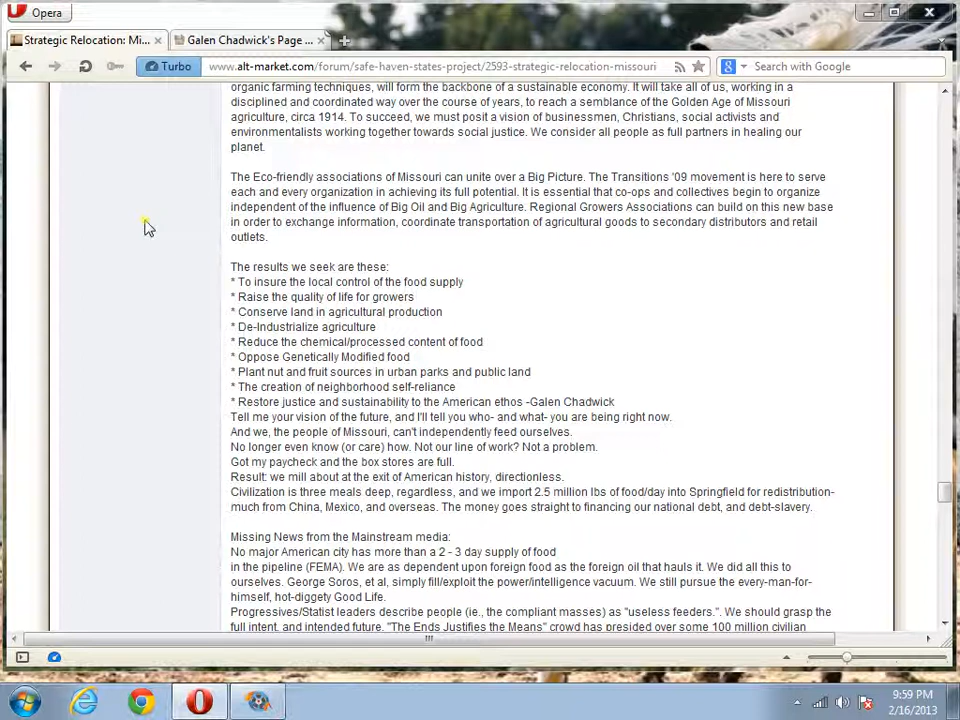 Opera
Strategic Relocation: Mi...
Galen Chadwick's Page ...
Turbo
www.alt-market.com/forum/safe-haven-states-project/2593-strategic-relocation-missouri
Search with Google
organic farming techniques, will form the backbone of a sustainable economy. It will take all of us, working in a
disciplined and coordinated way over the course of years, to reach a semblance of the Golden Age of Missouri
agriculture, circa 1914. To succeed, we must posit a vision of businessmen, Christians, social activists and
environmentalists working together towards social justice. We consider all people as full partners in healing our
planet.
The Eco-friendly associations of Missouri can unite over a Big Picture. The Transitions '09 movement is here to serve
each and every organization in achieving its full potential. It is essential that co-ops and collectives begin to organize
independent of the influence of Big Oil and Big Agriculture. Regional Growers Associations can build on this new base
in order to exchange information, coordinate transportation of agricultural goods to secondary distributors and retail
outlets.
The results we seek are these:
* To insure the local control of the food supply
* Raise the quality of life for growers
* Conserve land in agricultural production
* De-Industrialize agriculture
* Reduce the chemical/processed content of food
* Oppose Genetically Modified food
* Plant nut and fruit sources in urban parks and public land
* The creation of neighborhood self-reliance
* Restore justice and sustainability to the American ethos -Galen Chadwick
Tell me your vision of the future, and I'll tell you who- and what- you are being right now.
And we, the people of Missouri, can't independently feed ourselves.
No longer even know (or care) how. Not our line of work? Not a problem.
Got my paycheck and the box stores are full.
Result: we mill about at the exit of American history, directionless.
Civilization is three meals deep, regardless, and we import 2.5 million lbs of food/day into Springfield for redistribution-
much from China, Mexico, and overseas. The money goes straight to financing our national debt, and debt-slavery.
Missing News from the Mainstream media:
No major American city has more than a 2 - 3 day supply of food
in the pipeline (FEMA). We are as dependent upon foreign food as the foreign oil that hauls it. We did all this to
ourselves. George Soros, et al, simply fill/exploit the power/intelligence vacuum. We still pursue the every-man-for-
himself, hot-diggety Good Life.
Progressives/Statist leaders describe people (ie., the compliant masses) as "useless feeders.". We should grasp the
full intent, and intended future. "The Ends Justifies the Means" crowd has presided over some 100 million civilian
9:59 PM
2/16/2013